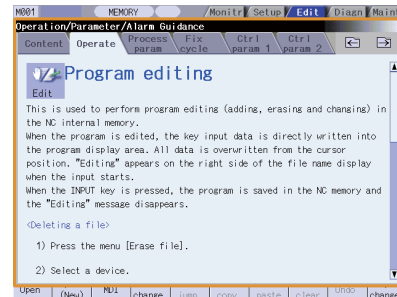 M001 MEMORY Monitr Setup Edit Diagn Maint
Operation/Parameter/Alarm Guidance
Content Operate Process param Fix cycle Ctrl param 1 Ctrl param 2
Program editing
Edit
This is used to perform program editing (adding, erasing and changing) in
the NC internal memory.
When the program is edited, the key input data is directly written into
the program display area. All data is overwritten from the cursor
position. "Editing" appears on the right side of the file name display
when the input starts.
When the INPUT key is pressed, the program is saved in the NC memory and
the "Editing" message disappears.
<Deleting a file>
1) Press the menu [Erase file].
2) Select a device.
Open (New) MDI change jump copy paste clear Undo change